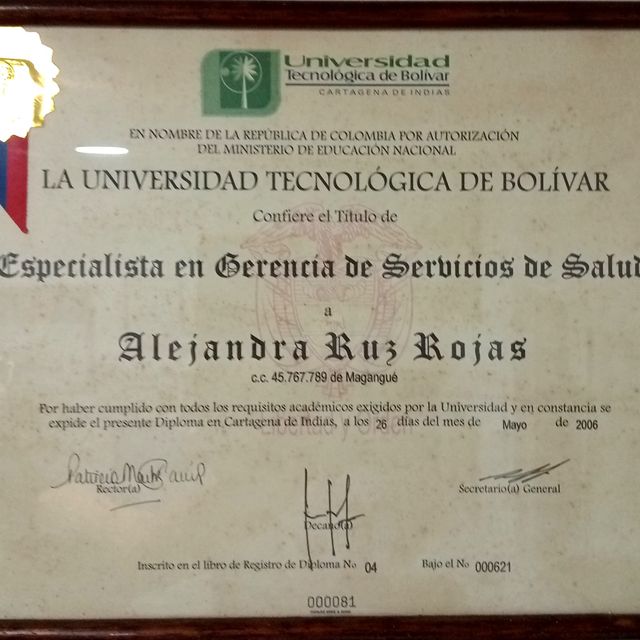 Universidad
Tecnológica de Bolívar
CARTAGENA DE INDIAS
EN NOMBRE DE LA REPÚBLICA DE COLOMBIA POR AUTORIZACIÓN
DEL MINISTERIO DE EDUCACIÓN NACIONAL
LA UNIVERSIDAD TECNOLÓGICA DE BOLÍVAR
Confiere el Título de
Especialista en Gerencia de Servicios de Salud
a
Alejandra Ruz Rojas
c.c. 45.767.789 de Magangué
Por haber cumplido con todos los requisitos académicos exigidos por la Universidad y en constancia se
expide el presente Diploma en Cartagena de Indias, a los 26 días del mes de Mayo de 2006
Libertad y Orden
Rector(a)
Secretario(a) General
Decano(a)
Inscrito en el libro de Registro de Diploma No 04 Bajo el No 000621
000081